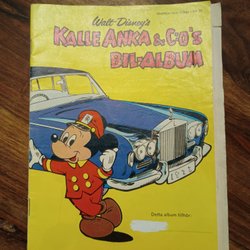 Walt Disney's
KALLE ANKA & C:O'S
BIL-ALBUM
Detta album tillhör: